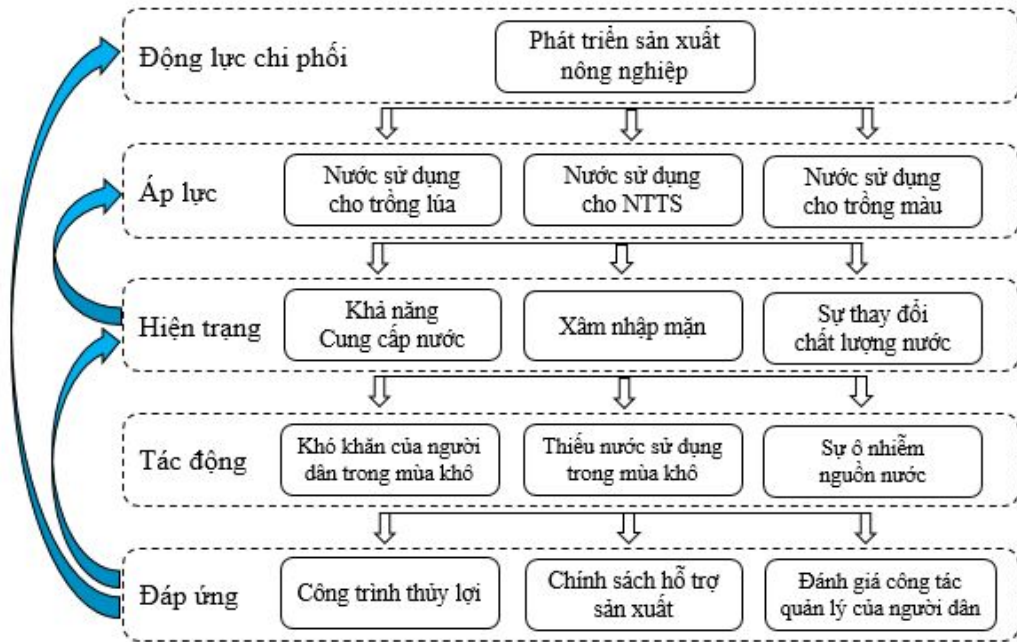 Động lực chi phối
Phát triển sản xuất
nông nghiệp
Áp lực
Nước sử dụng
cho trồng lúa
Nước sử dụng
cho NTTS
Nước sử dụng
cho trồng màu
Hiện trạng
Khả năng
Cung cấp nước
Xâm nhập mặn
Sự thay đổi
chất lượng nước
Tác động
Khó khăn của người
dân trong mùa khô
Thiếu nước sử dụng
trong mùa khô
Sự ô nhiễm
nguồn nước
Đáp ứng
Công trình thủy lợi
Chính sách hỗ trợ
sản xuất
Đánh giá công tác
quản lý của người dân